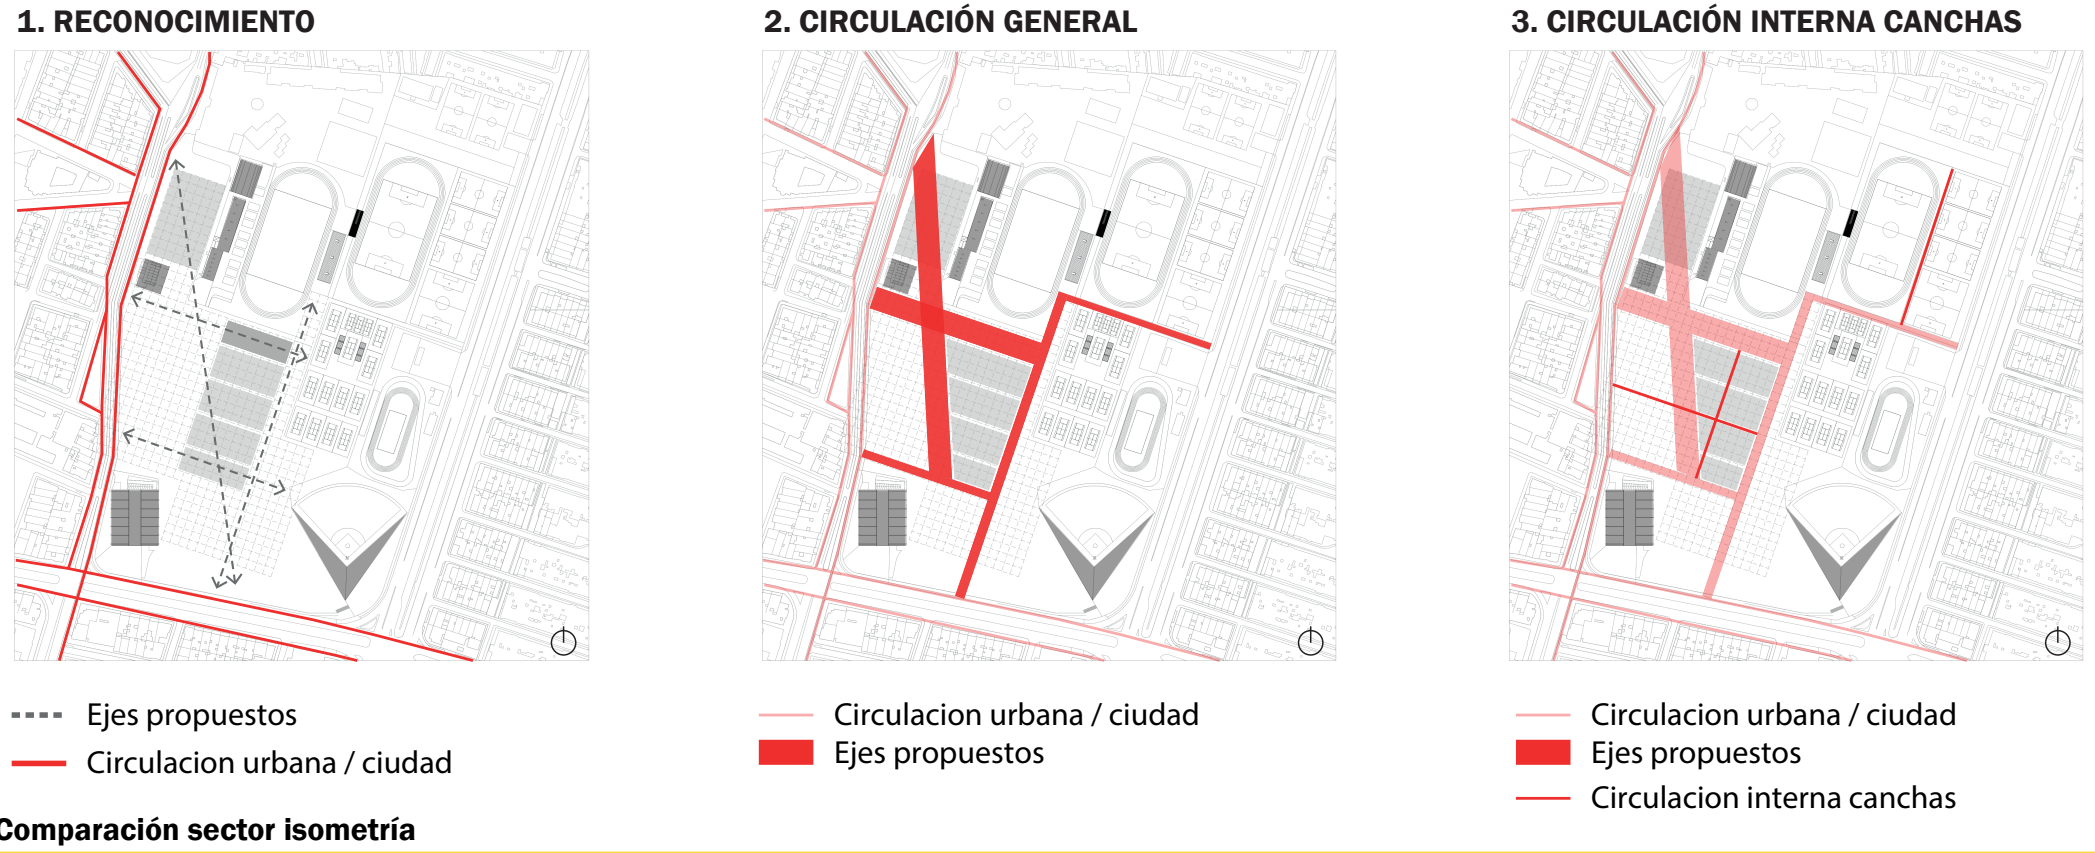 1. RECONOCIMIENTO
2. CIRCULACIÓN GENERAL
3. CIRCULACIÓN INTERNA CANCHAS
Ejes propuestos
Circulacion urbana / ciudad
Circulacion urbana / ciudad
Ejes propuestos
Circulacion urbana / ciudad
Ejes propuestos
Circulacion interna canchas
Comparación sector isometría